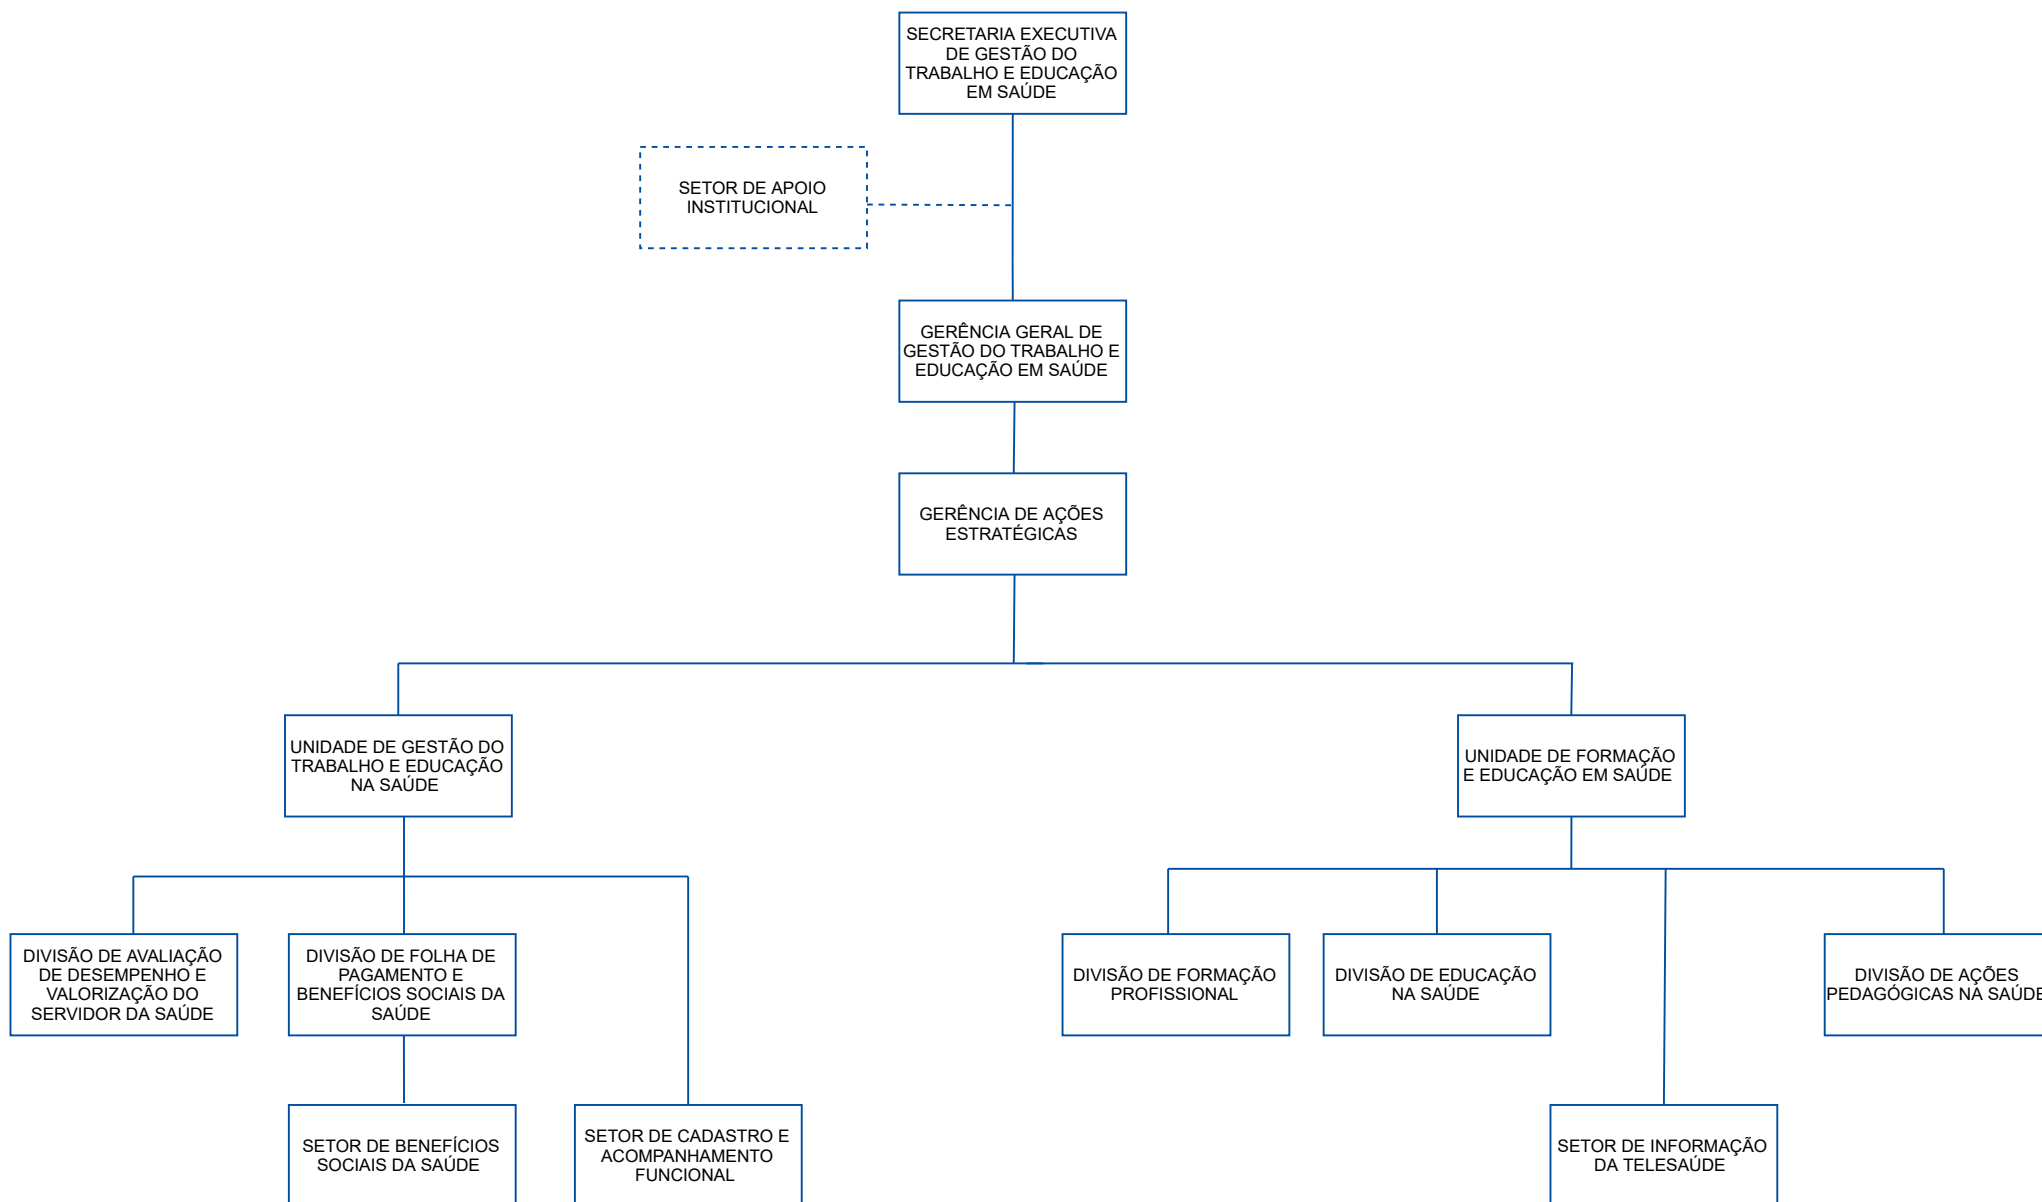 SECRETARIA EXECUTIVA
DE GESTÃO DO
TRABALHO E EDUCAÇÃO
EM SAÚDE
SETOR DE APOIO
INSTITUCIONAL
GERÊNCIA GERAL DE
GESTÃO DO TRABALHO E
EDUCAÇÃO EM SAÚDE
GERÊNCIA DE AÇÕES
ESTRATÉGICAS
UNIDADE DE GESTÃO DO
TRABALHO E EDUCAÇÃO
NA SAÚDE
UNIDADE DE FORMAÇÃO
E EDUCAÇÃO EM SAÚDE
DIVISÃO DE AVALIAÇÃO
DE DESEMPENHO E
VALORIZAÇÃO DO
SERVIDOR DA SAÚDE
DIVISÃO DE FOLHA DE
PAGAMENTO E
BENEFÍCIOS SOCIAIS DA
SAÚDE
DIVISÃO DE FORMAÇÃO
PROFISSIONAL
DIVISÃO DE EDUCAÇÃO
NA SAÚDE
DIVISÃO DE AÇÕES
PEDAGÓGICAS NA SAÚDE
SETOR DE BENEFÍCIOS
SOCIAIS DA SAÚDE
SETOR DE CADASTRO E
ACOMPANHAMENTO
FUNCIONAL
SETOR DE INFORMAÇÃO
DA TELESAÚDE